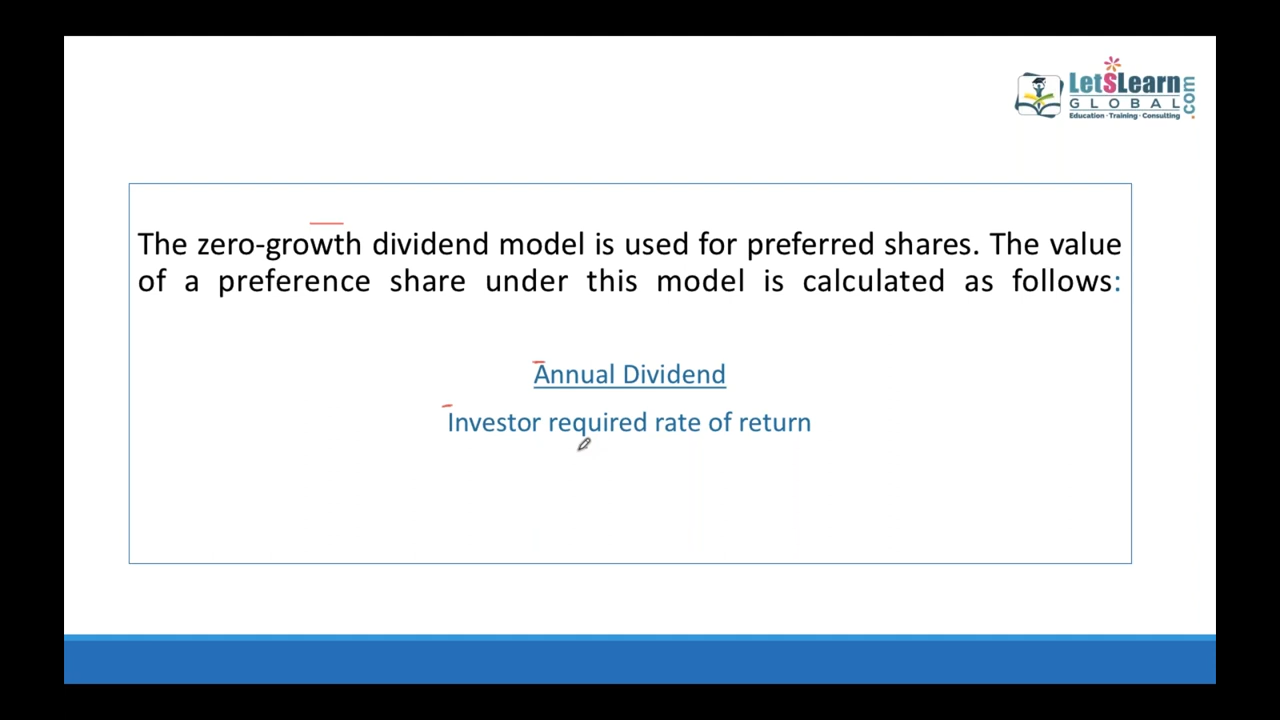 LetSLearn
GLOBAL
.com
Education · Training · Consulting
The zero-growth dividend model is used for preferred shares. The value
of a preference share under this model is calculated as follows:
Annual Dividend
Investor required rate of return